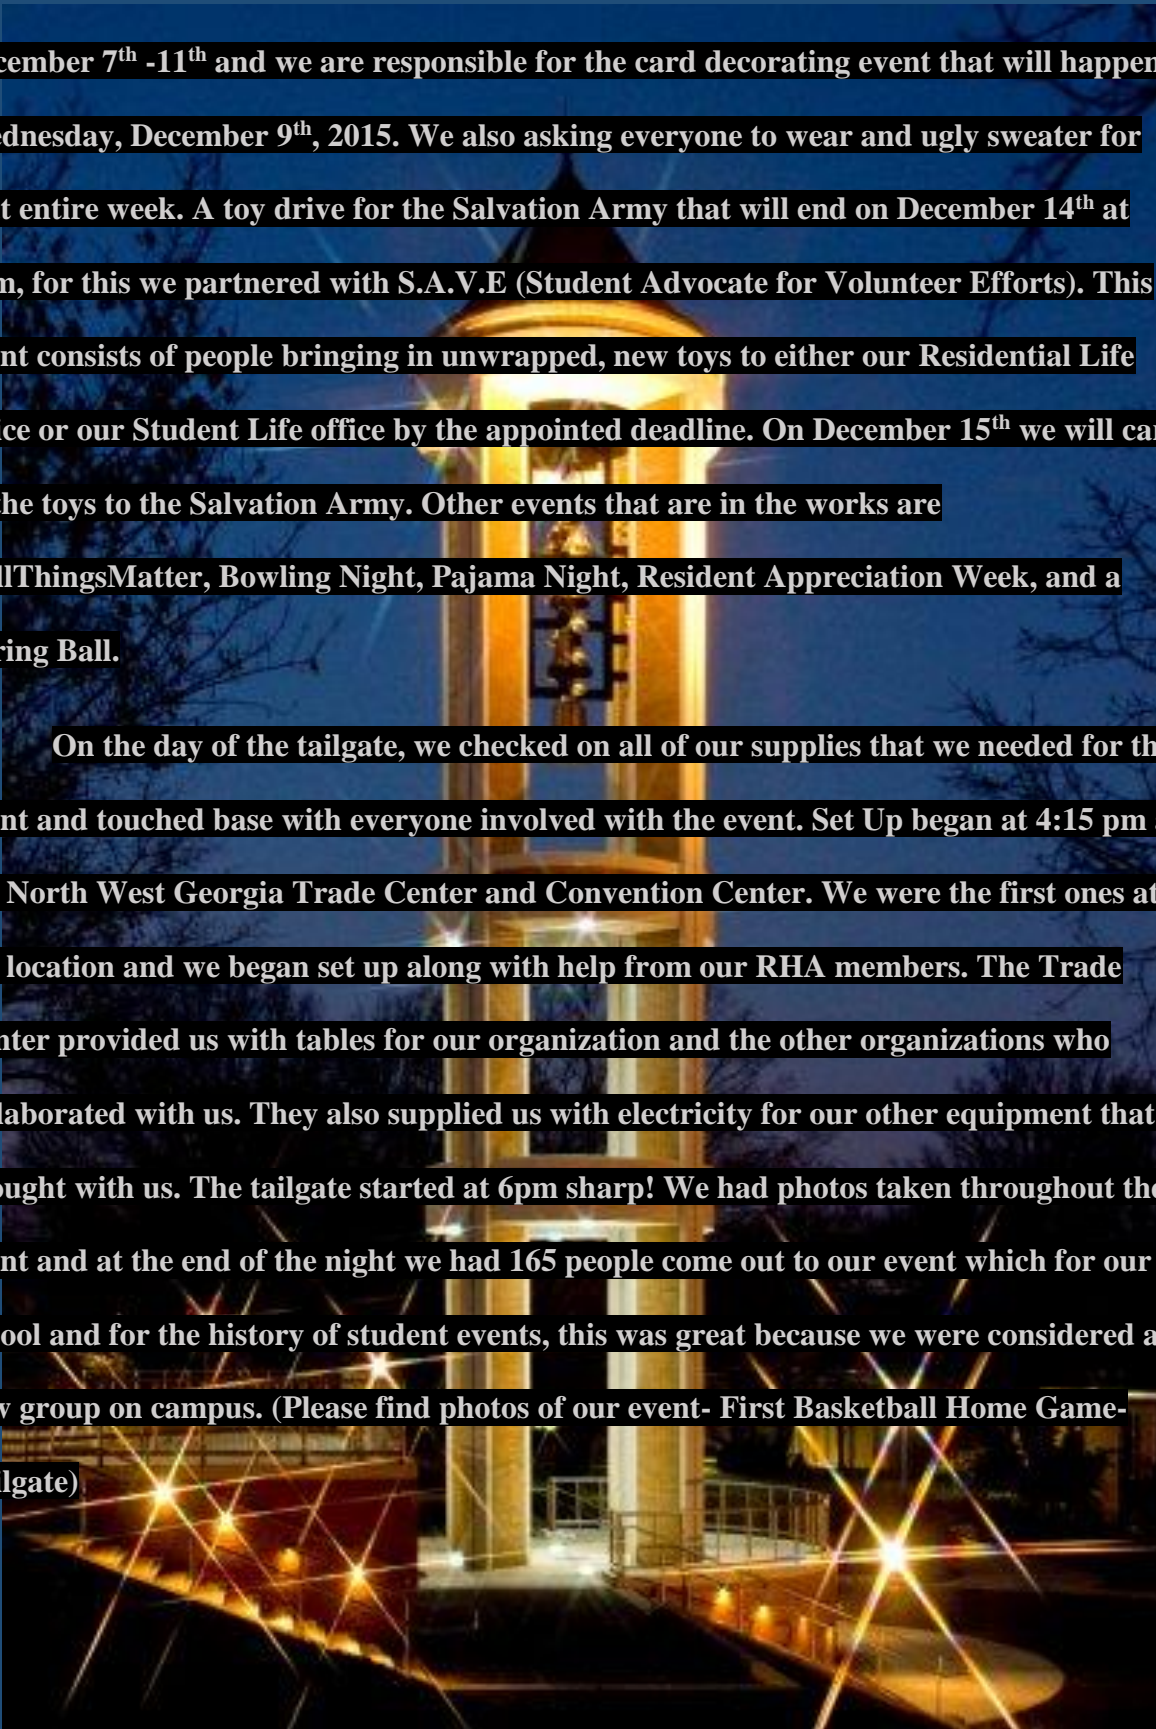 cember 7th -11th and we are responsible for the card decorating event that will happen
ednesday, December 9th, 2015. We also asking everyone to wear and ugly sweater for
t entire week. A toy drive for the Salvation Army that will end on December 14th at
m, for this we partnered with S.A.V.E (Student Advocate for Volunteer Efforts). This
nt consists of people bringing in unwrapped, new toys to either our Residential Life
ice or our Student Life office by the appointed deadline. On December 15th we will car
the toys to the Salvation Army. Other events that are in the works are
llThingsMatter, Bowling Night, Pajama Night, Resident Appreciation Week, and a
ring Ball.
On the day of the tailgate, we checked on all of our supplies that we needed for th
nt and touched base with everyone involved with the event. Set Up began at 4:15 pm
North West Georgia Trade Center and Convention Center. We were the first ones at
location and we began set up along with help from our RHA members. The Trade
nter provided us with tables for our organization and the other organizations who
laborated with us. They also supplied us with electricity for our other equipment that
ought with us. The tailgate started at 6pm sharp! We had photos taken throughout the
nt and at the end of the night we had 165 people come out to our event which for our
ool and for the history of student events, this was great because we were considered a
w group on campus. (Please find photos of our event- First Basketball Home Game-
ilgate)